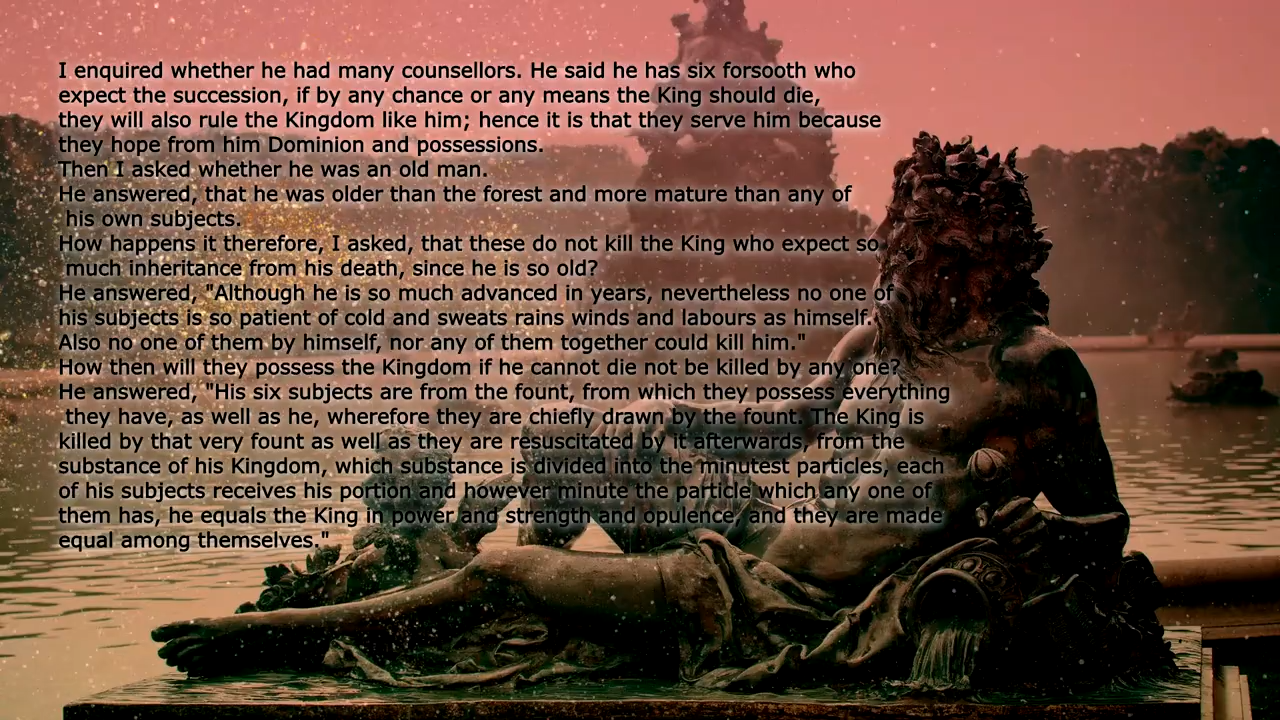 I enquired whether he had many counsellors. He said he has six forsooth who
expect the succession, if by any chance or any means the King should die,
they will also rule the Kingdom like him; hence it is that they serve him because
they hope from him Dominion and possessions.
Then I asked whether he was an old man.
He answered, that he was older than the forest and more mature than any of
his own subjects.
How happens it therefore, I asked, that these do not kill the King who expect so
much inheritance from his death, since he is so old?
He answered, "Although he is so much advanced in years, nevertheless no one of
his subjects is so patient of cold and sweats rains winds and labours as himself.
Also no one of them by himself, nor any of them together could kill him."
How then will they possess the Kingdom if he cannot die not be killed by any one?
He answered, "His six subjects are from the fount, from which they possess everything
they have, as well as he, wherefore they are chiefly drawn by the fount. The King is
killed by that very fount as well as they are resuscitated by it afterwards, from the
substance of his Kingdom, which substance is divided into the minutest particles, each
of his subjects receives his portion and however minute the particle which any one of
them has, he equals the King in power and strength and opulence, and they are made
equal among themselves."